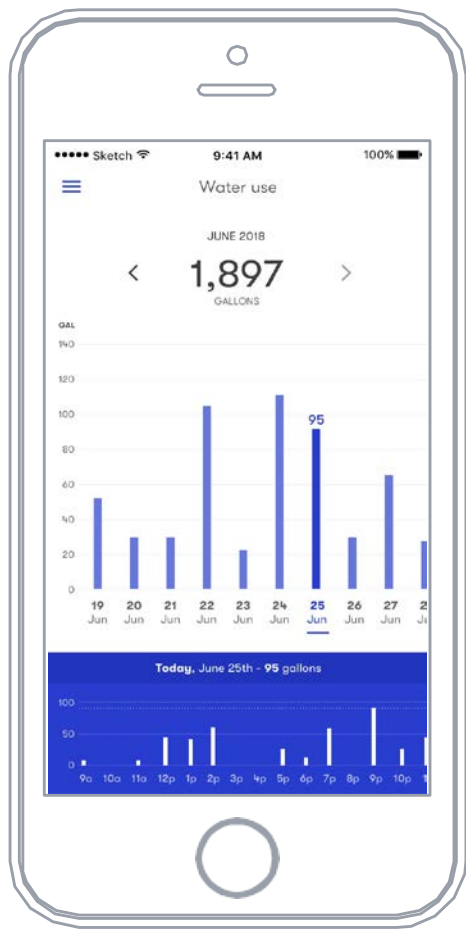 Sketch 9:41 AM 100%
Water use
JUNE 2018
< 1,897 >
GALLONS
GAL
140
120
100
95
80
60
40
20
0
19 20 21 22 23 24 25 26 27
Jun Jun Jun Jun Jun Jun Jun Jun Jun
Today, June 25th - 95 gallons
100
50
0
9a 10a 11a 12p 1p 2p 3p 4p 5p 6p 7p 8p 9p 10p